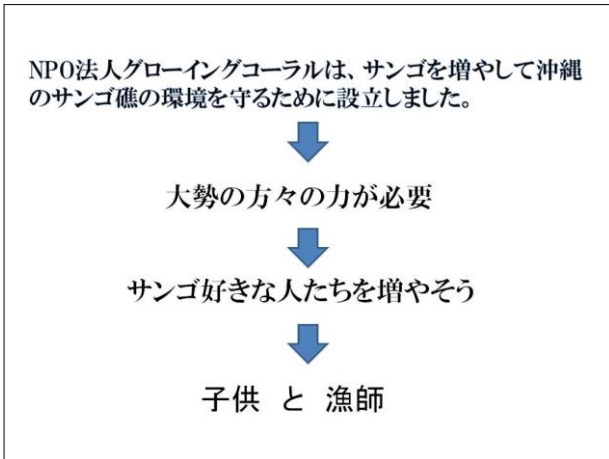 NPO法人グローイングコーラルは、サンゴを増やして沖縄
のサンゴ礁の環境を守るために設立しました。
大勢の方々の力が必要
サンゴ好きな人たちを増やそう
子供 と 漁師